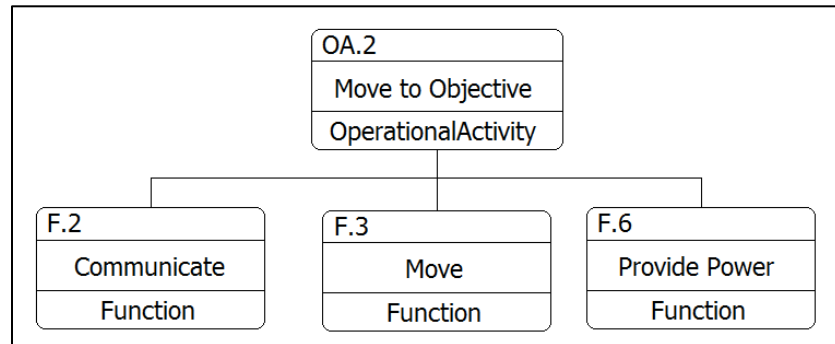 OA.2
Move to Objective
OperationalActivity
F.2
Communicate
Function
F.3
Move
Function
F.6
Provide Power
Function